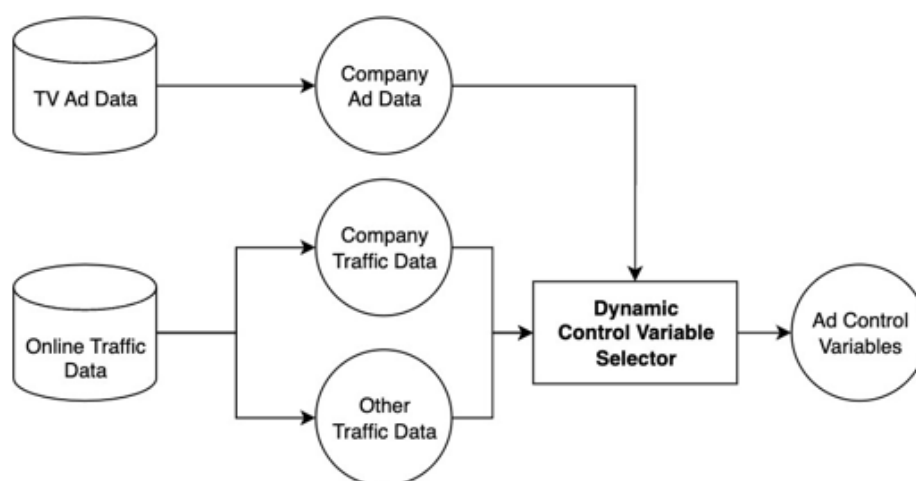 TV Ad Data
Company
Ad Data
Company
Traffic Data
Online Traffic
Data
Other
Traffic Data
Dynamic
Control Variable
Selector
Ad Control
Variables